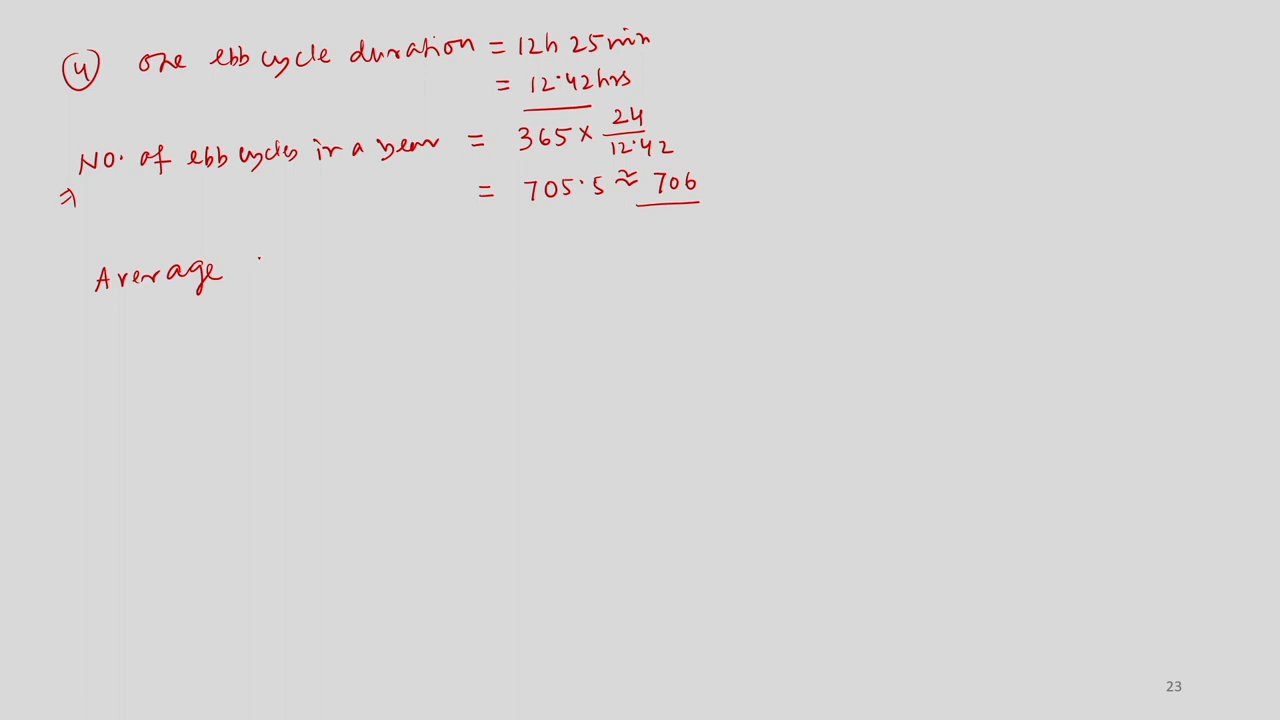 ④ one ebb cycle duration = 12h 25min
= 12.42hrs
NO. of ebb cycles in a year = 365 × 24/12.42
⇒ = 705.5 ≈ 706
Average
23